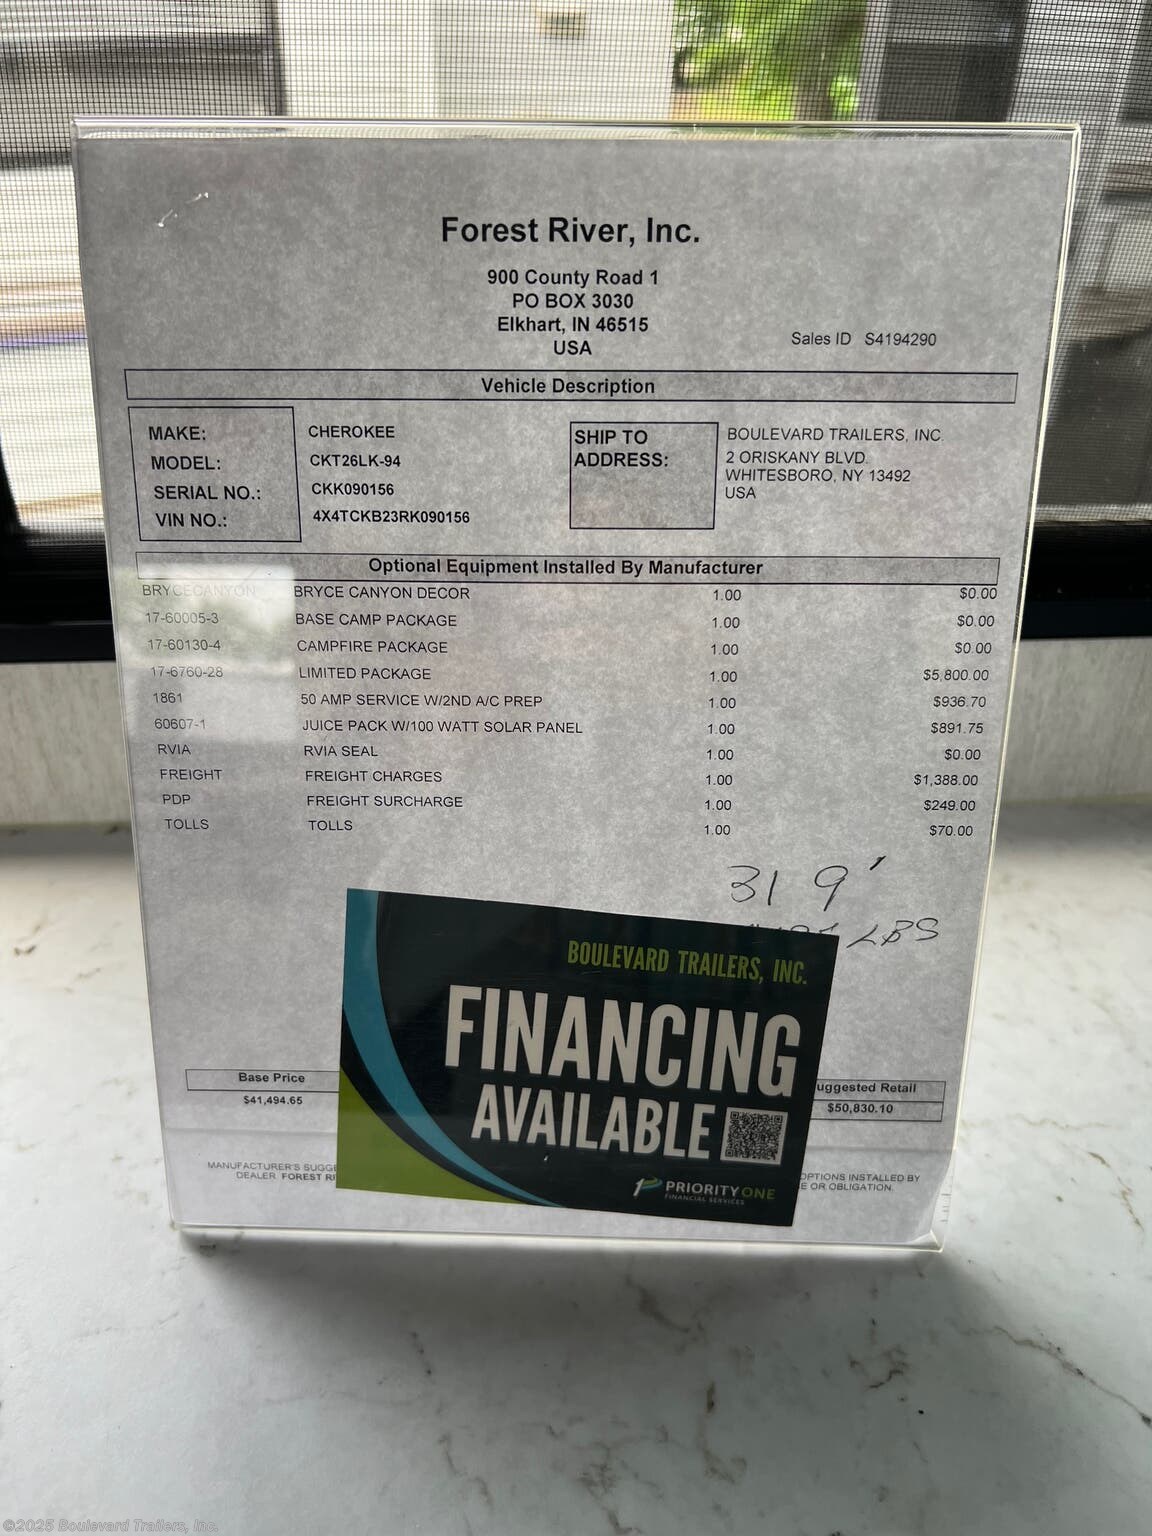 Forest River, Inc.
900 County Road 1
PO BOX 3030
Elkhart, IN 46515
USA
Sales ID S4194290
Vehicle Description
MAKE: CHEROKEE
MODEL: CKT26LK-94
SERIAL NO.: CKK090156
VIN NO.: 4X4TCKB23RK090156
SHIP TO
ADDRESS:
BOULEVARD TRAILERS, INC.
2 ORISKANY BLVD.
WHITESBORO, NY 13492
USA
Optional Equipment Installed By Manufacturer
BRYCECANYON BRYCE CANYON DECOR 1.00 $0.00
17-60005-3 BASE CAMP PACKAGE 1.00 $0.00
17-60130-4 CAMPFIRE PACKAGE 1.00 $0.00
17-6760-28 LIMITED PACKAGE 1.00 $5,800.00
1861 50 AMP SERVICE W/2ND A/C PREP 1.00 $936.70
60607-1 JUICE PACK W/100 WATT SOLAR PANEL 1.00 $891.75
RVIA RVIA SEAL 1.00 $0.00
FREIGHT FREIGHT CHARGES 1.00 $1,388.00
PDP FREIGHT SURCHARGE 1.00 $249.00
TOLLS TOLLS 1.00 $70.00
31 9'
LBS
BOULEVARD TRAILERS, INC.
FINANCING
AVAILABLE
PRIORITYONE
FINANCIAL SERVICES
Base Price
$41,494.65
uggested Retail
$50,830.10
MANUFACTURER'S SUGGE
DEALER. FOREST RI
OPTIONS INSTALLED BY
E OR OBLIGATION.
©2025 Boulevard Trailers, Inc.